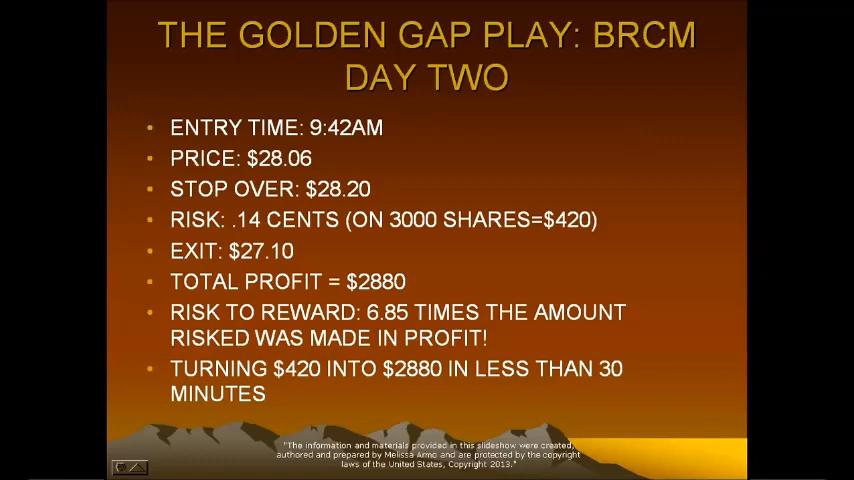 THE GOLDEN GAP PLAY: BRCM
DAY TWO
• ENTRY TIME: 9:42AM
• PRICE: $28.06
• STOP OVER: $28.20
• RISK: .14 CENTS (ON 3000 SHARES=$420)
• EXIT: $27.10
• TOTAL PROFIT = $2880
• RISK TO REWARD: 6.85 TIMES THE AMOUNT
RISKED WAS MADE IN PROFIT!
• TURNING $420 INTO $2880 IN LESS THAN 30
MINUTES
"The information and materials provided in this slideshow were created,
authored and prepared by Melissa Armo and are protected by the copyright
laws of the United States, Copyright 2013."